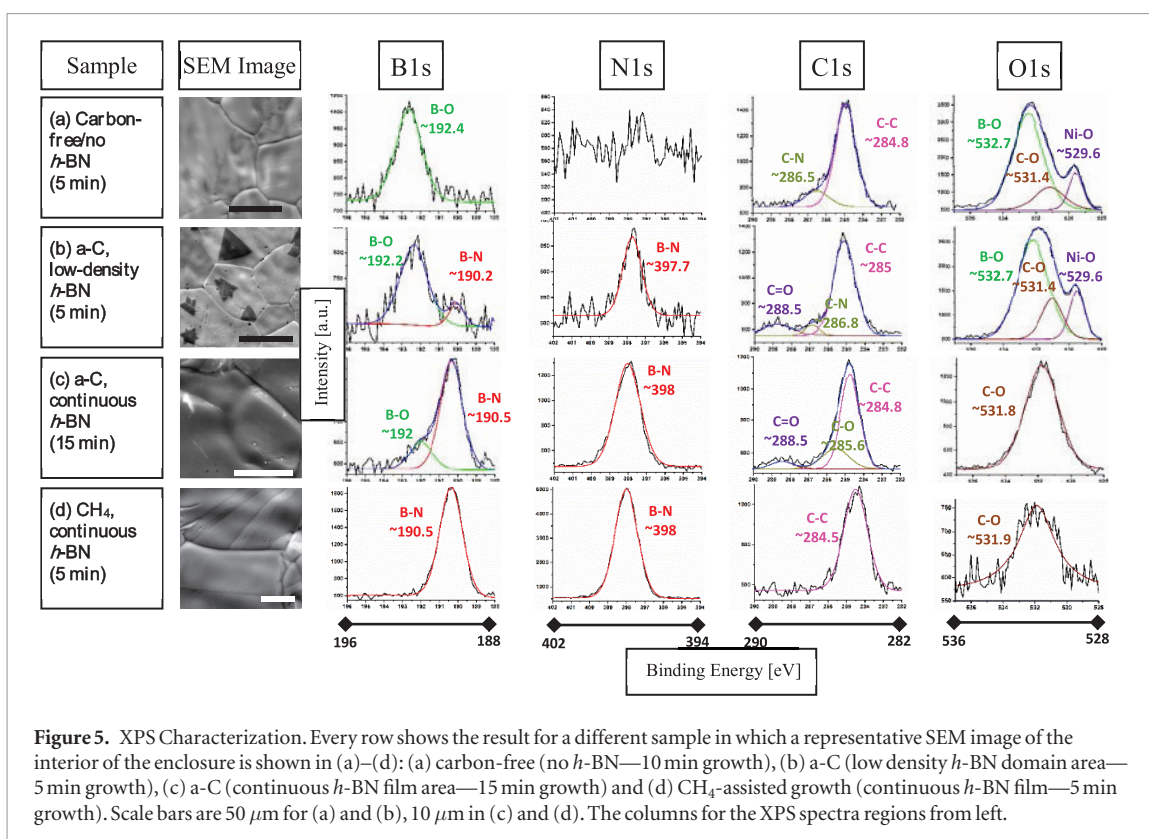 Sample
SEM Image
B1s
N1s
C1s
O1s
(a) Carbon-
free/no
h-BN
(5 min)
B-O
~192.4
C-C
~284.8
C-N
~286.5
B-O
~532.7
C-O
~531.4
Ni-O
~529.6
(b) a-C,
low-density
h-BN
(5 min)
B-O
~192.2
B-N
~190.2
B-N
~397.7
C-C
~285
C=O
~288.5
C-N
~286.8
B-O
~532.7
C-O
~531.4
Ni-O
~529.6
Intensity [a.u.]
(c) a-C,
continuous
h-BN
(15 min)
B-O
~192
B-N
~190.5
B-N
~398
C-C
~284.8
C=O
~288.5
C-O
~285.6
C-O
~531.8
(d) CH₄,
continuous
h-BN
(5 min)
B-N
~190.5
B-N
~398
C-C
~284.5
C-O
~531.9
196 188
402 394
290 282
536 528
Binding Energy [eV]
Figure 5. XPS Characterization. Every row shows the result for a different sample in which a representative SEM image of the
interior of the enclosure is shown in (a)–(d): (a) carbon-free (no h-BN—10 min growth), (b) a-C (low density h-BN domain area—
5 min growth), (c) a-C (continuous h-BN film area—15 min growth) and (d) CH₄-assisted growth (continuous h-BN film—5 min
growth). Scale bars are 50 μm for (a) and (b), 10 μm in (c) and (d). The columns for the XPS spectra regions from left.